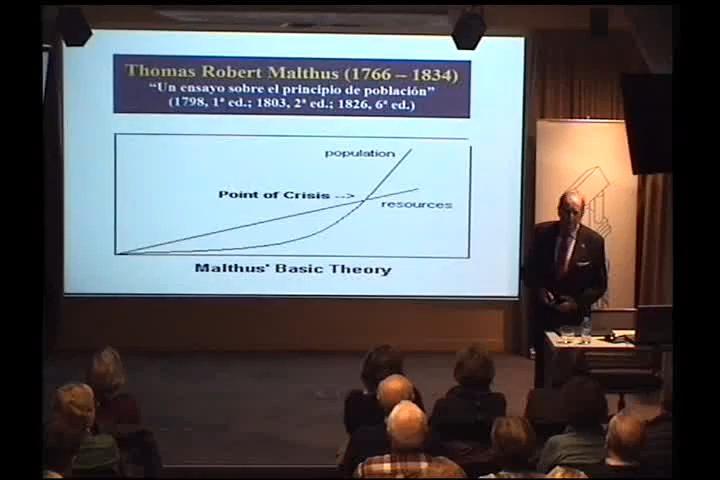 Thomas Robert Malthus (1766 – 1834)
“Un ensayo sobre el principio de población”
(1798, 1ª ed.; 1803, 2ª ed.; 1826, 6ª ed.)
population
Point of Crisis -->
resources
Malthus' Basic Theory